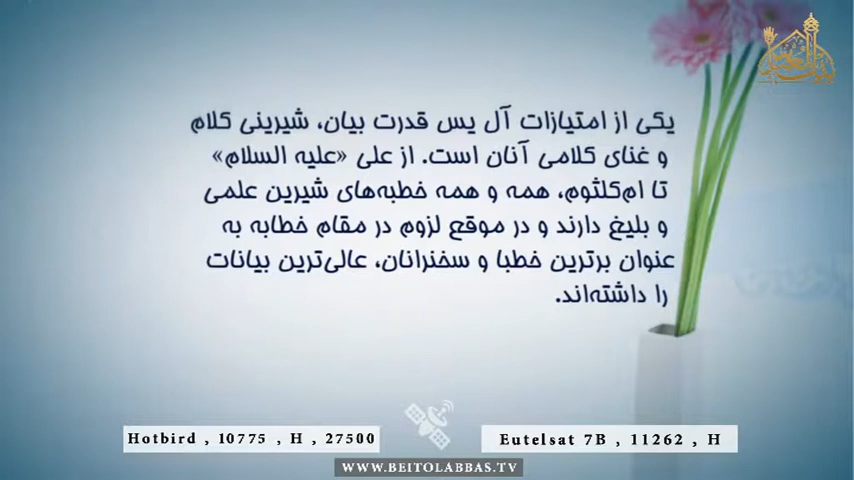 یکی از امتیازات آل یس قدرت بیان، شیرینی کلام
و غنای کلامی آنان است. از علی «علیه السلام»
تا ام‌کلثوم، همه و همه خطبه‌های شیرین علمی
و بلیغ دارند و در موقع لزوم در مقام خطابه به
عنوان برترین خطبا و سخنرانان، عالی‌ترین بیانات
را داشته‌اند.
Hotbird , 10775 , H , 27500
Eutelsat 7B , 11262 , H
WWW.BEITOLABBAS.TV